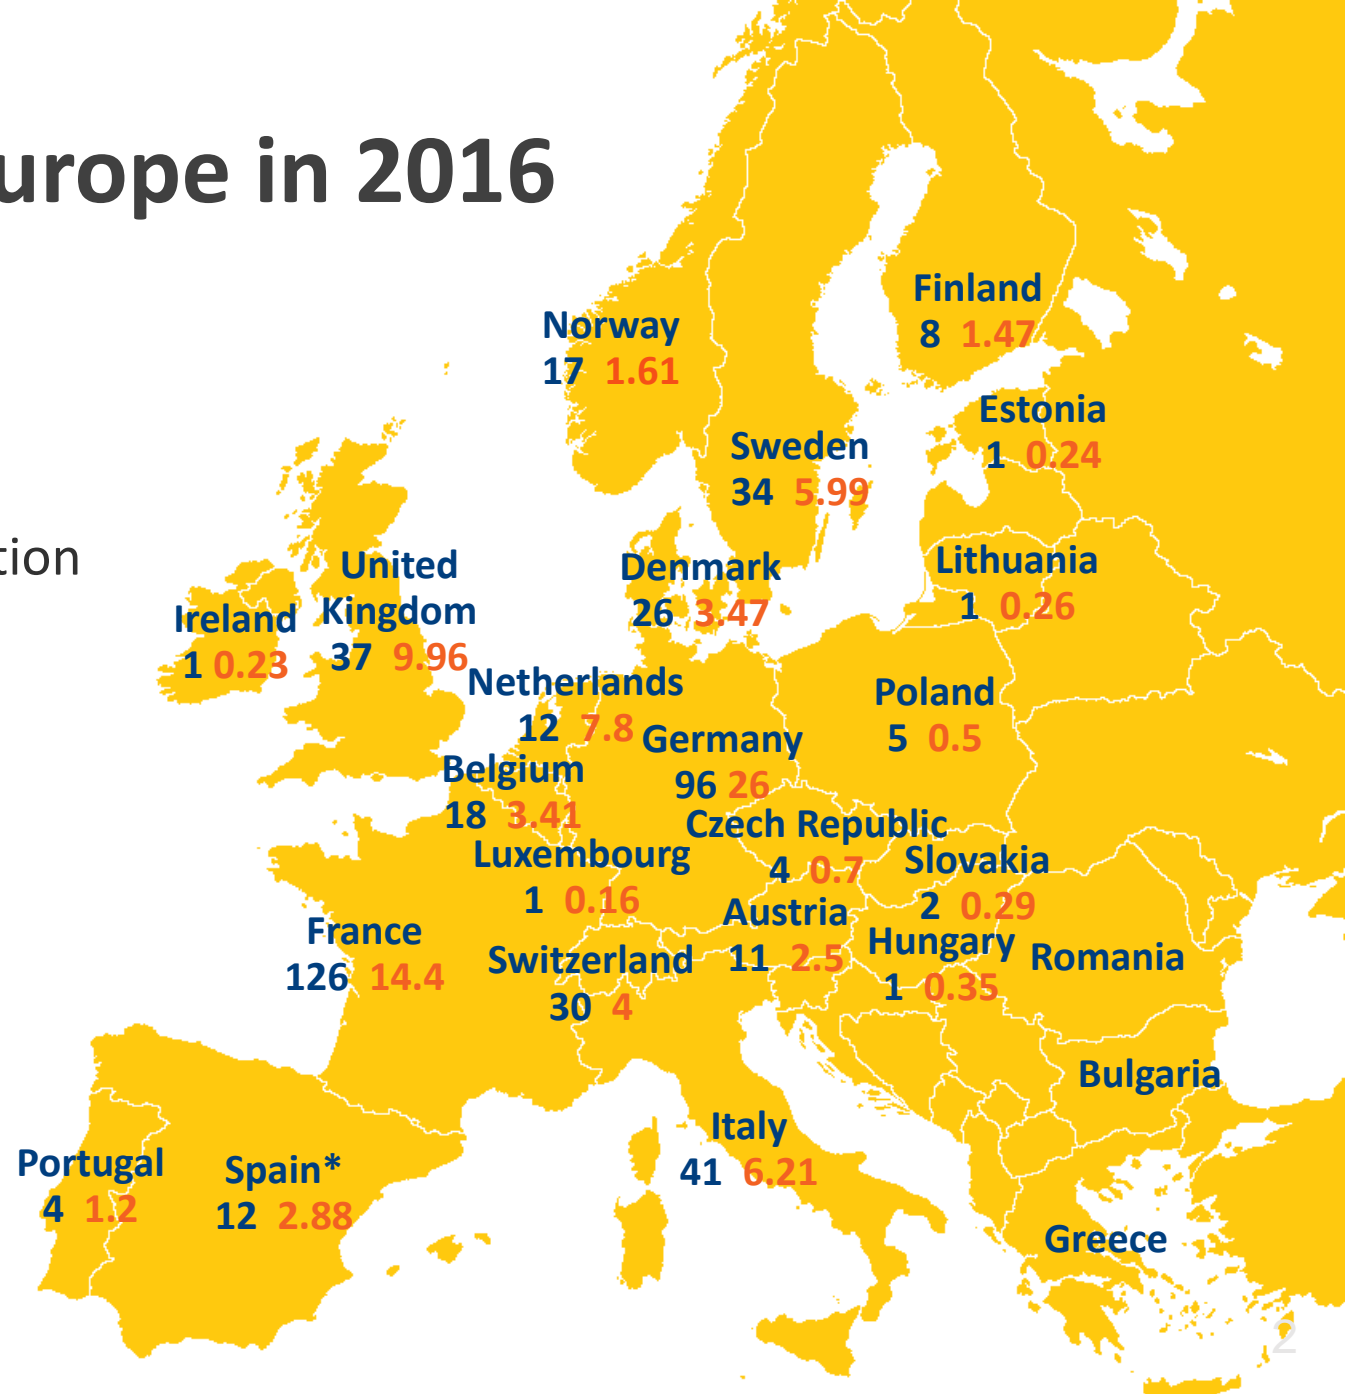 urope in 2016
tion
Finland
8 1.47
Norway
17 1.61
Estonia
1 0.24
Sweden
34 5.99
Lithuania
1 0.26
Denmark
26 3.47
United
Kingdom
37 9.96
Ireland
1 0.23
Netherlands
12 7.8
Poland
5 0.5
Germany
96 26
Belgium
18 3.41
Czech Republic
4 0.7
Slovakia
2 0.29
Luxembourg
1 0.16
Austria
11 2.5
France
126 14.4
Switzerland
30 4
Hungary
1 0.35
Romania
Bulgaria
Italy
41 6.21
Portugal
4 1.2
Spain*
12 2.88
Greece
2